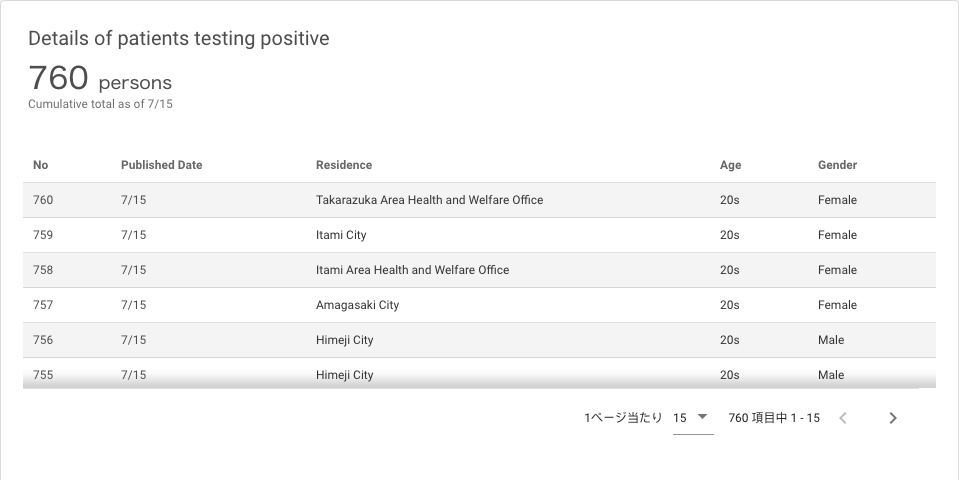 Details of patients testing positive
760 persons
Cumulative total as of 7/15
No Published Date Residence Age Gender
760 7/15 Takarazuka Area Health and Welfare Office 20s Female
759 7/15 Itami City 20s Female
758 7/15 Itami Area Health and Welfare Office 20s Female
757 7/15 Amagasaki City 20s Female
756 7/15 Himeji City 20s Male
755 7/15 Himeji City 20s Male
1ページ当たり 15 760 項目中 1 - 15